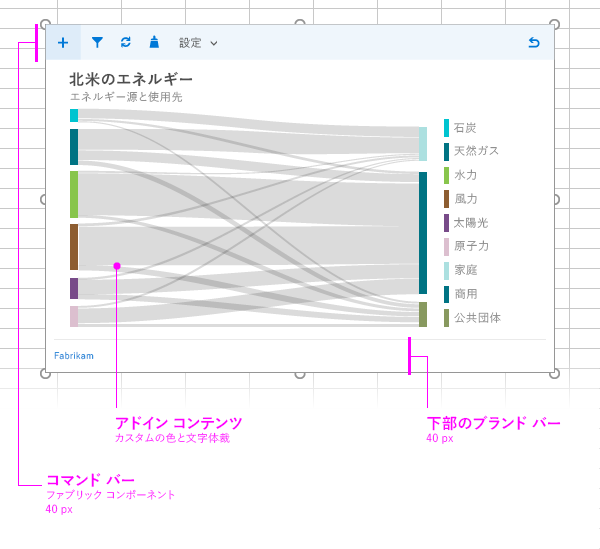 設定
北米のエネルギー
エネルギー源と使用先
石炭
天然ガス
水力
風力
太陽光
原子力
家庭
商用
公共団体
Fabrikam
アドイン コンテンツ
カスタムの色と文字体裁
下部のブランド バー
40 px
コマンド バー
ファブリック コンポーネント
40 px